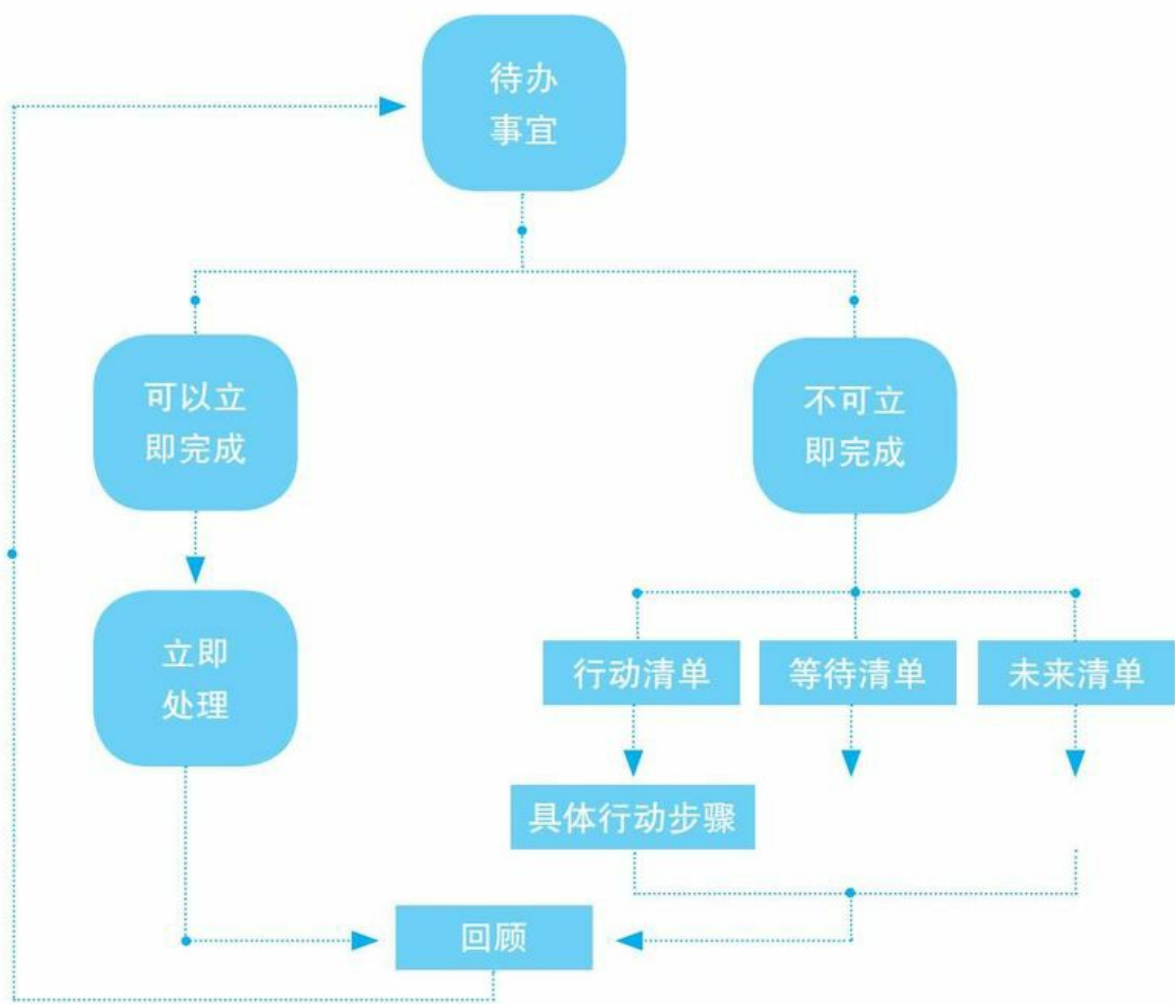 待办
事宜
可以立
即完成
不可立
即完成
立即
处理
行动清单
等待清单
未来清单
具体行动步骤
回顾